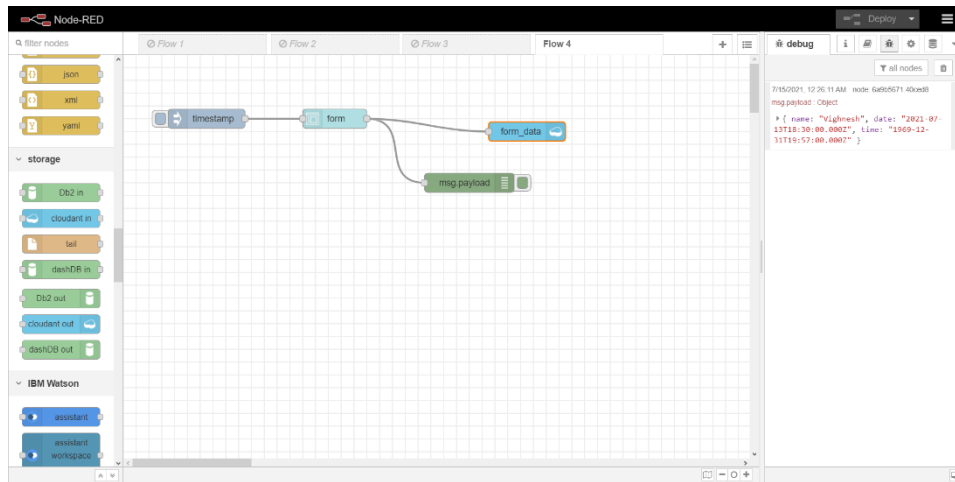 Node-RED
Deploy
filter nodes
Flow 1
Flow 2
Flow 3
Flow 4
debug
i
all nodes
json
xml
yaml
storage
Db2 in
cloudant in
tail
dashDB in
Db2 out
cloudant out
dashDB out
IBM Watson
assistant
assistant
workspace
timestamp
form
form_data
msg.payload
7/15/2021, 12:26:11 AM node: 6a9b5671.40ced8
msg.payload : Object
{ name: "Vighnesh", date: "2021-07-
13T18:30:00.000Z", time: "1969-12-
31T19:57:00.000Z" }